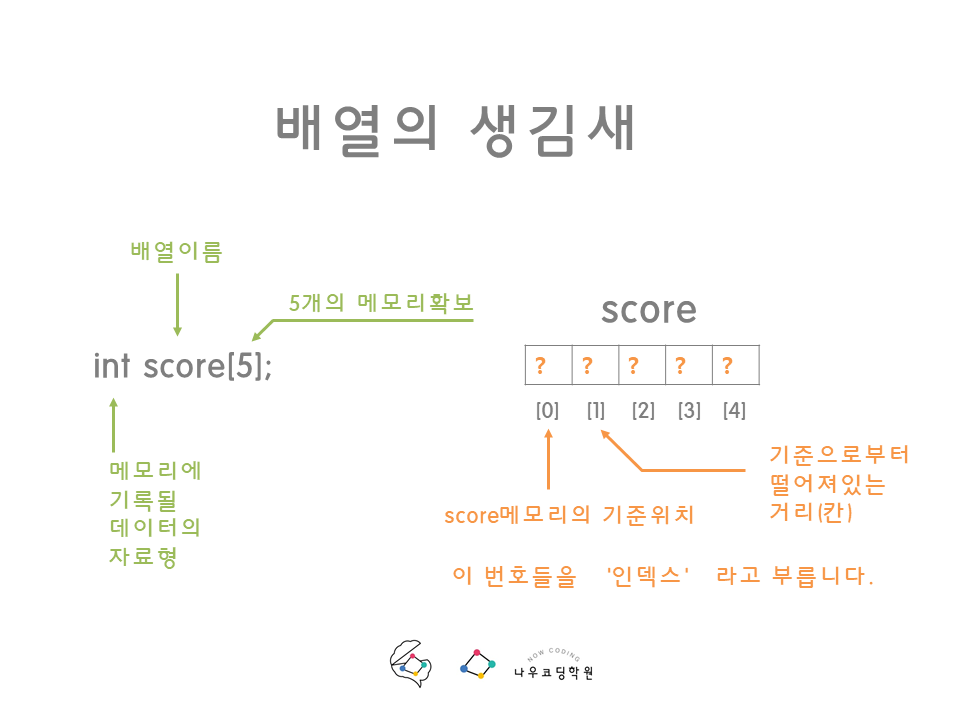 배열의 생김새
배열이름
5개의 메모리확보
int score[5];
메모리에
기록될
데이터의
자료형
score
? ? ? ? ?
[0] [1] [2] [3] [4]
score메모리의 기준위치
기준으로부터
떨어져있는
거리(칸)
이 번호들을 '인덱스' 라고 부릅니다.
NOW CODING
나우코딩학원